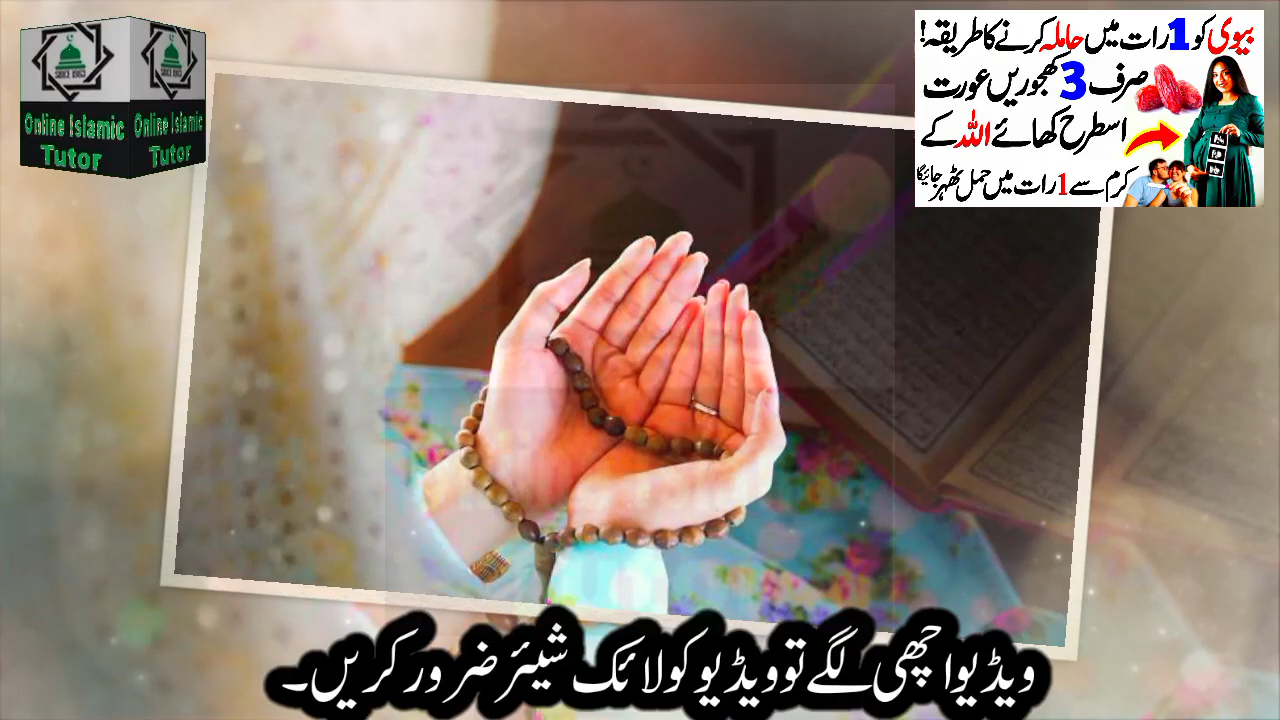 Online Islamic
Tutor
Online Islamic
Tutor
بیوی کو 1 رات میں حاملہ کرنے کا طریقہ!
صرف 3 کھجوریں عورت
اسطرح کھائے اللہ کے
کرم سے 1 رات میں حمل ٹھہر جائیگا
ویڈیو اچھی لگے تو ویڈیو کو لائک شیئر ضرور کریں۔